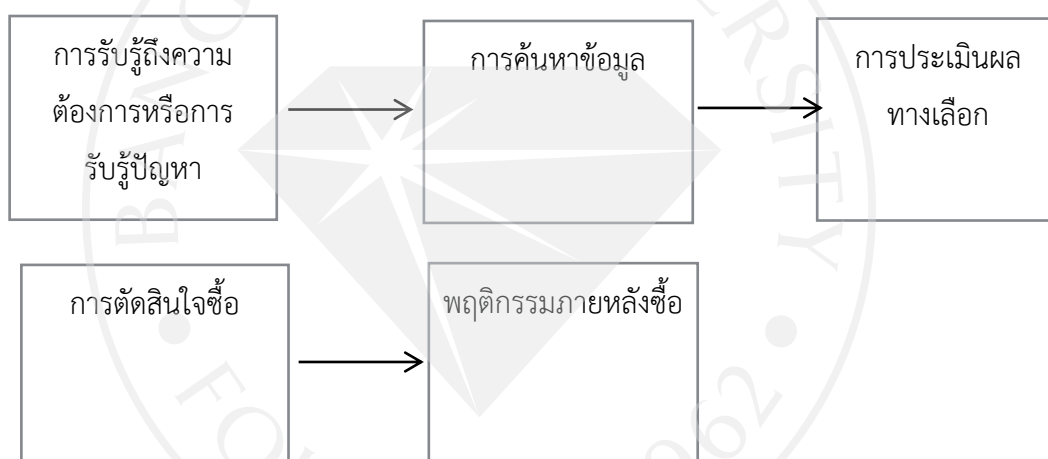 การรับรู้ถึงความ
ต้องการหรือการ
รับรู้ปัญหา
การค้นหาข้อมูล
การประเมินผล
ทางเลือก
การตัดสินใจซื้อ
พฤติกรรมภายหลังซื้อ